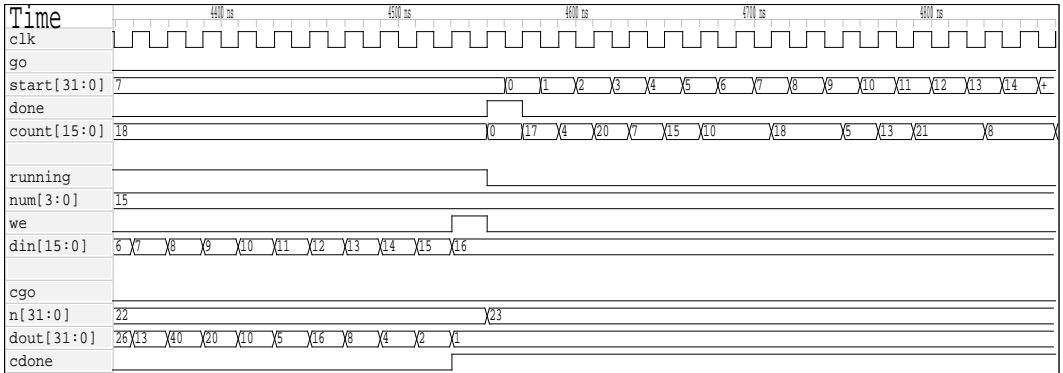 Time 4400 ns 4500 ns 4600 ns 4700 ns 4800 ns
clk
go
start[31:0] 7 0 1 2 3 4 5 6 7 8 9 10 11 12 13 14 +
done
count[15:0] 18 0 17 4 20 7 15 10 18 5 13 21 8
running
num[3:0] 15
we
din[15:0] 6 7 8 9 10 11 12 13 14 15 16
cgo
n[31:0] 22 23
dout[31:0] 26 13 40 20 10 5 16 8 4 2 1
cdone